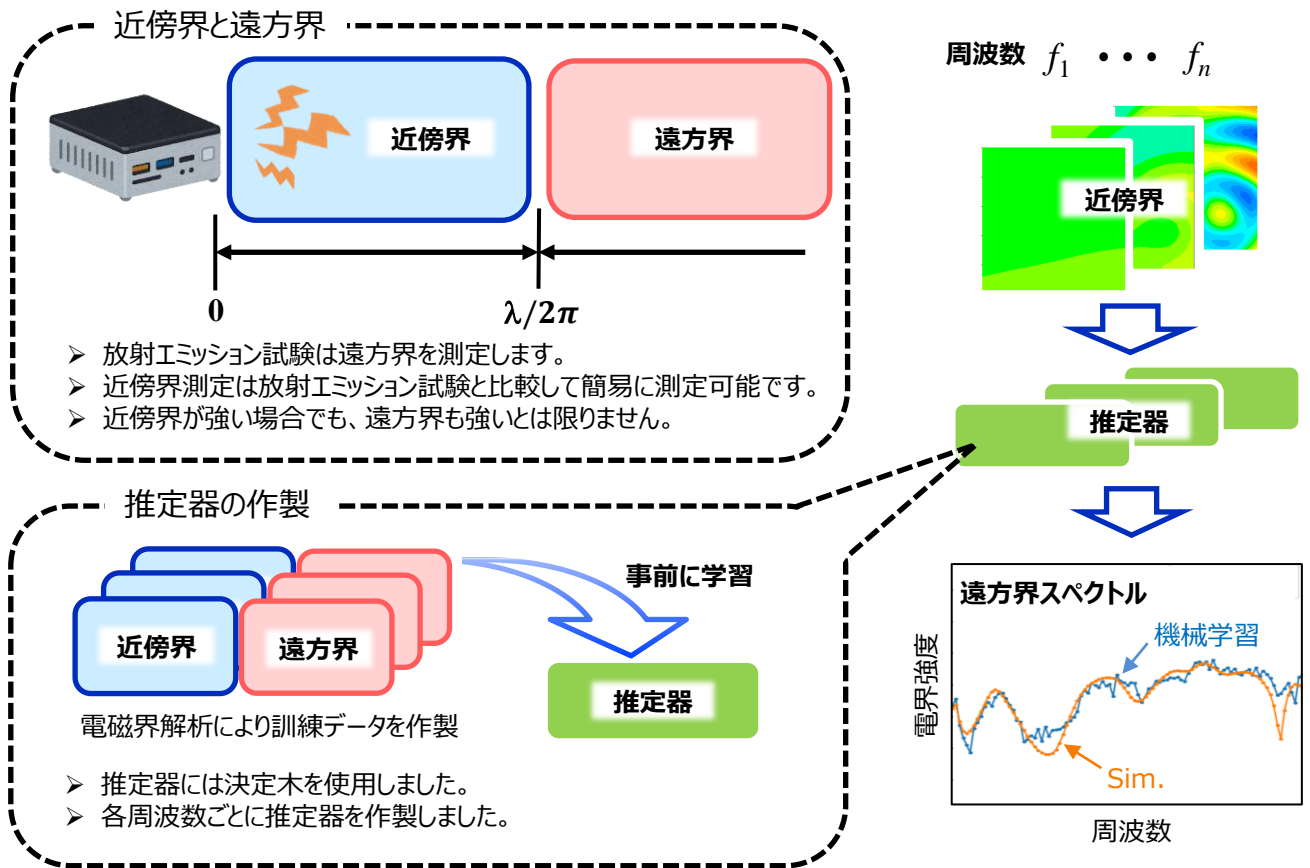 近傍界と遠方界
近傍界
遠方界
0
λ/2π
➢ 放射エミッション試験は遠方界を測定します。
➢ 近傍界測定は放射エミッション試験と比較して簡易に測定可能です。
➢ 近傍界が強い場合でも、遠方界も強いとは限りません。
推定器の作製
近傍界
遠方界
事前に学習
推定器
電磁界解析により訓練データを作製
➢ 推定器には決定木を使用しました。
➢ 各周波数ごとに推定器を作製しました。
周波数 f1 ・・・ fn
近傍界
推定器
遠方界スペクトル
機械学習
電界強度
Sim.
周波数